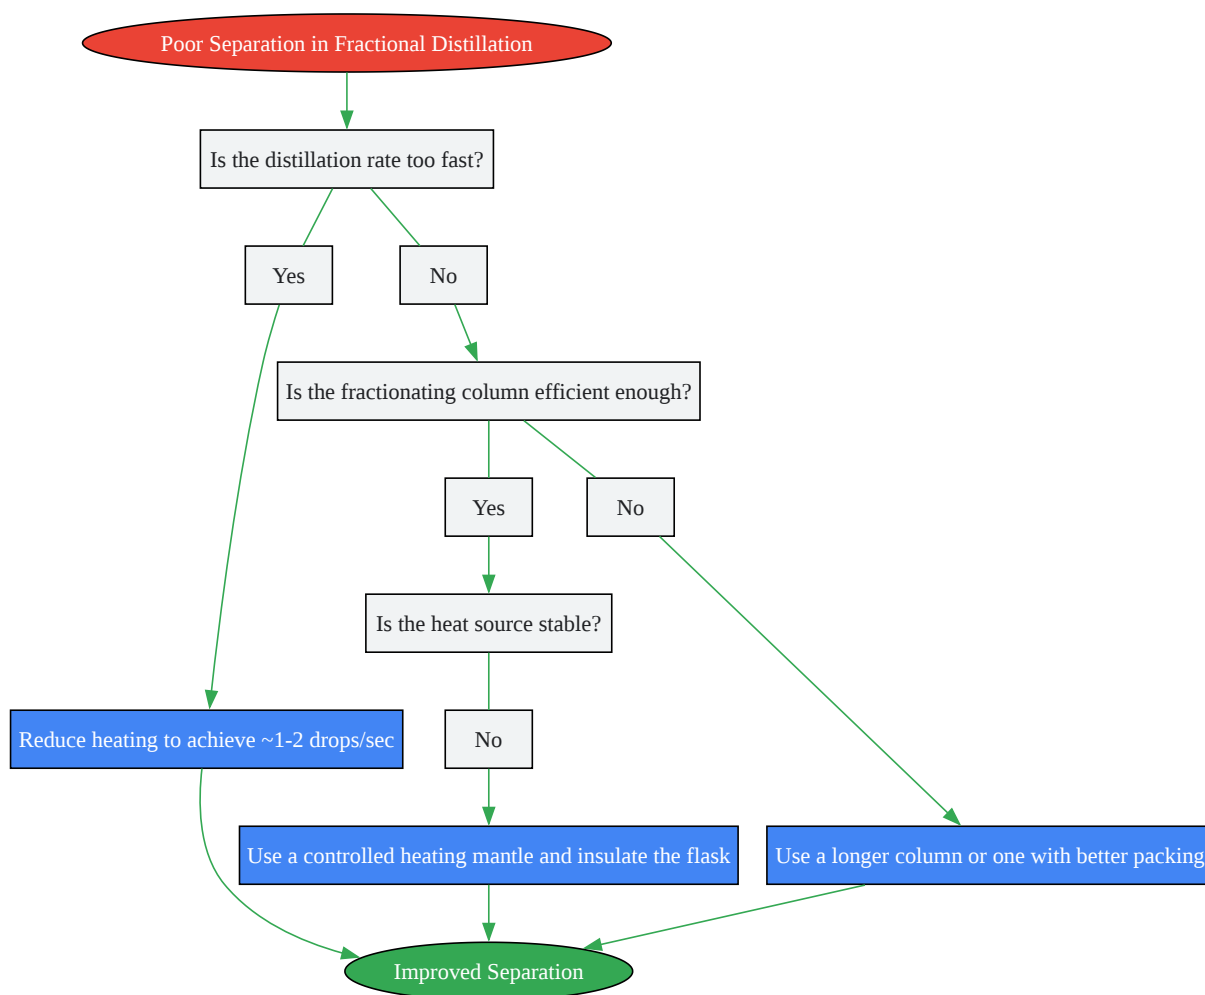 Poor Separation in Fractional Distillation
Is the distillation rate too fast?
Yes
No
Is the fractionating column efficient enough?
Yes
No
Is the heat source stable?
Reduce heating to achieve ~1-2 drops/sec
No
Use a controlled heating mantle and insulate the flask
Use a longer column or one with better packing
Improved Separation